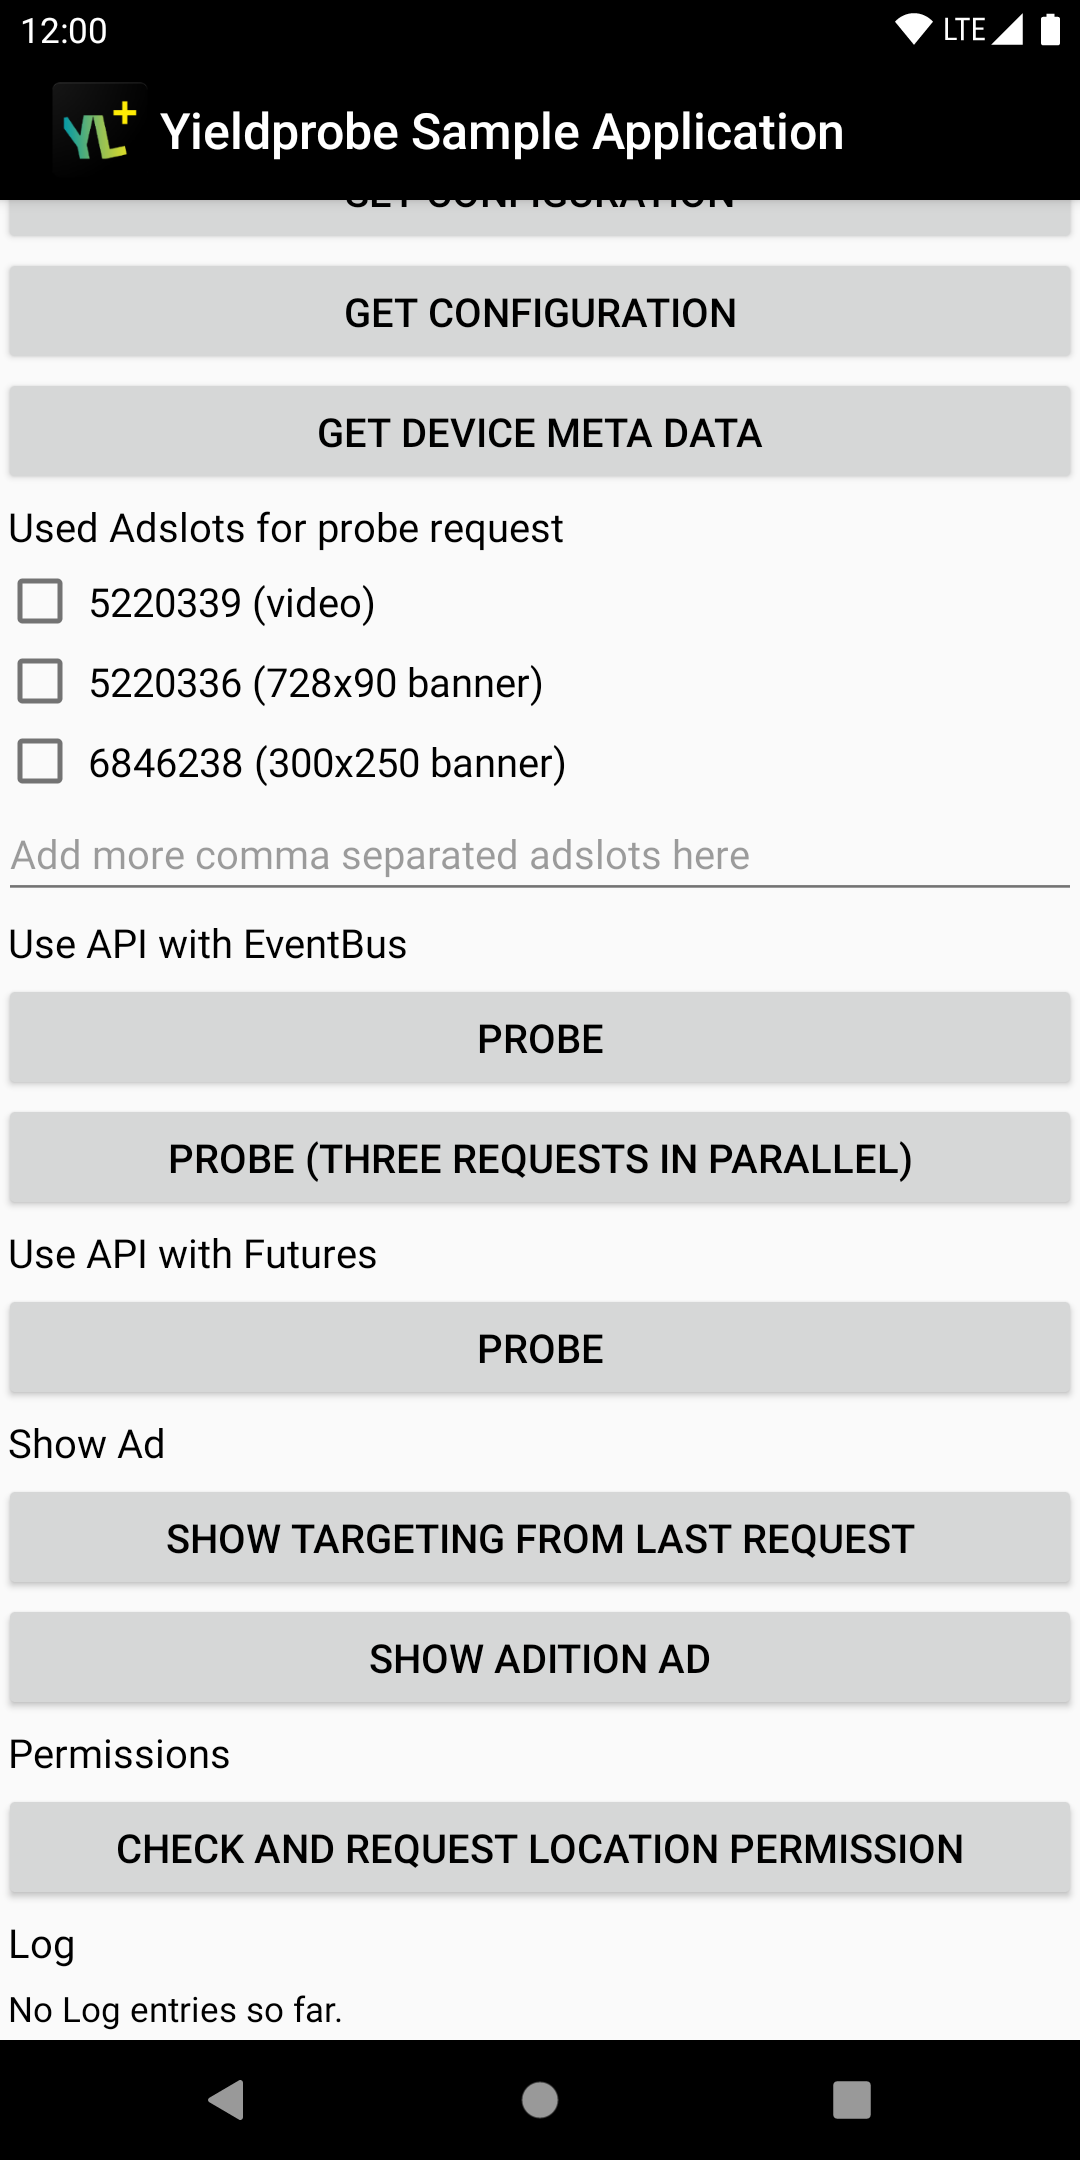 12:00
LTE
YL+ Yieldprobe Sample Application
SET CONFIGURATION
GET CONFIGURATION
GET DEVICE META DATA
Used Adslots for probe request
5220339 (video)
5220336 (728x90 banner)
6846238 (300x250 banner)
Add more comma separated adslots here
Use API with EventBus
PROBE
PROBE (THREE REQUESTS IN PARALLEL)
Use API with Futures
PROBE
Show Ad
SHOW TARGETING FROM LAST REQUEST
SHOW ADITION AD
Permissions
CHECK AND REQUEST LOCATION PERMISSION
Log
No Log entries so far.